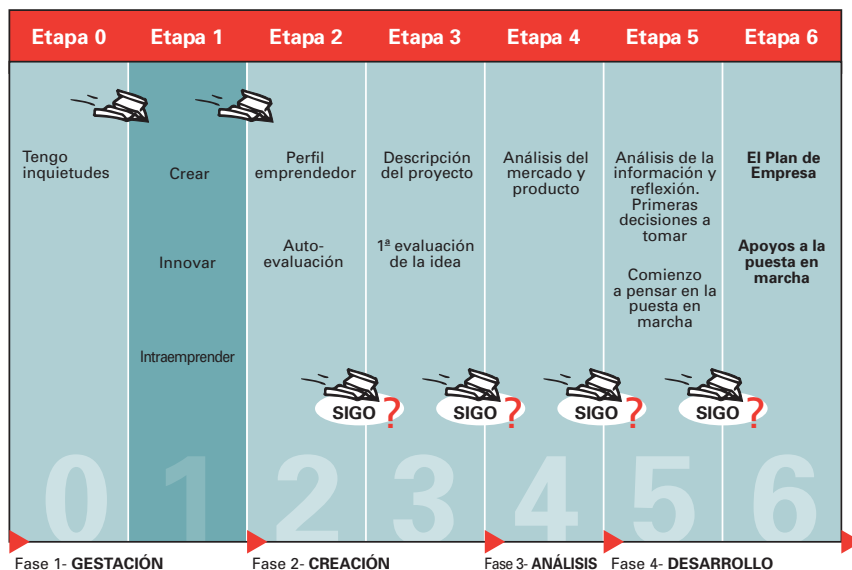 Etapa 0
Etapa 1
Etapa 2
Etapa 3
Etapa 4
Etapa 5
Etapa 6
Tengo
inquietudes
Crear
Innovar
Intraemprender
Perfil
emprendedor
Auto-
evaluación
Descripción
del proyecto
1ª evaluación
de la idea
Análisis del
mercado y
producto
Análisis de la
información y
reflexión.
Primeras
decisiones a
tomar
Comienzo
a pensar en la
puesta en
marcha
El Plan de
Empresa
Apoyos a la
puesta en
marcha
SIGO ?
SIGO ?
SIGO ?
SIGO ?
0
1
2
3
4
5
6
Fase 1- GESTACIÓN
Fase 2- CREACIÓN
Fase 3- ANÁLISIS
Fase 4- DESARROLLO